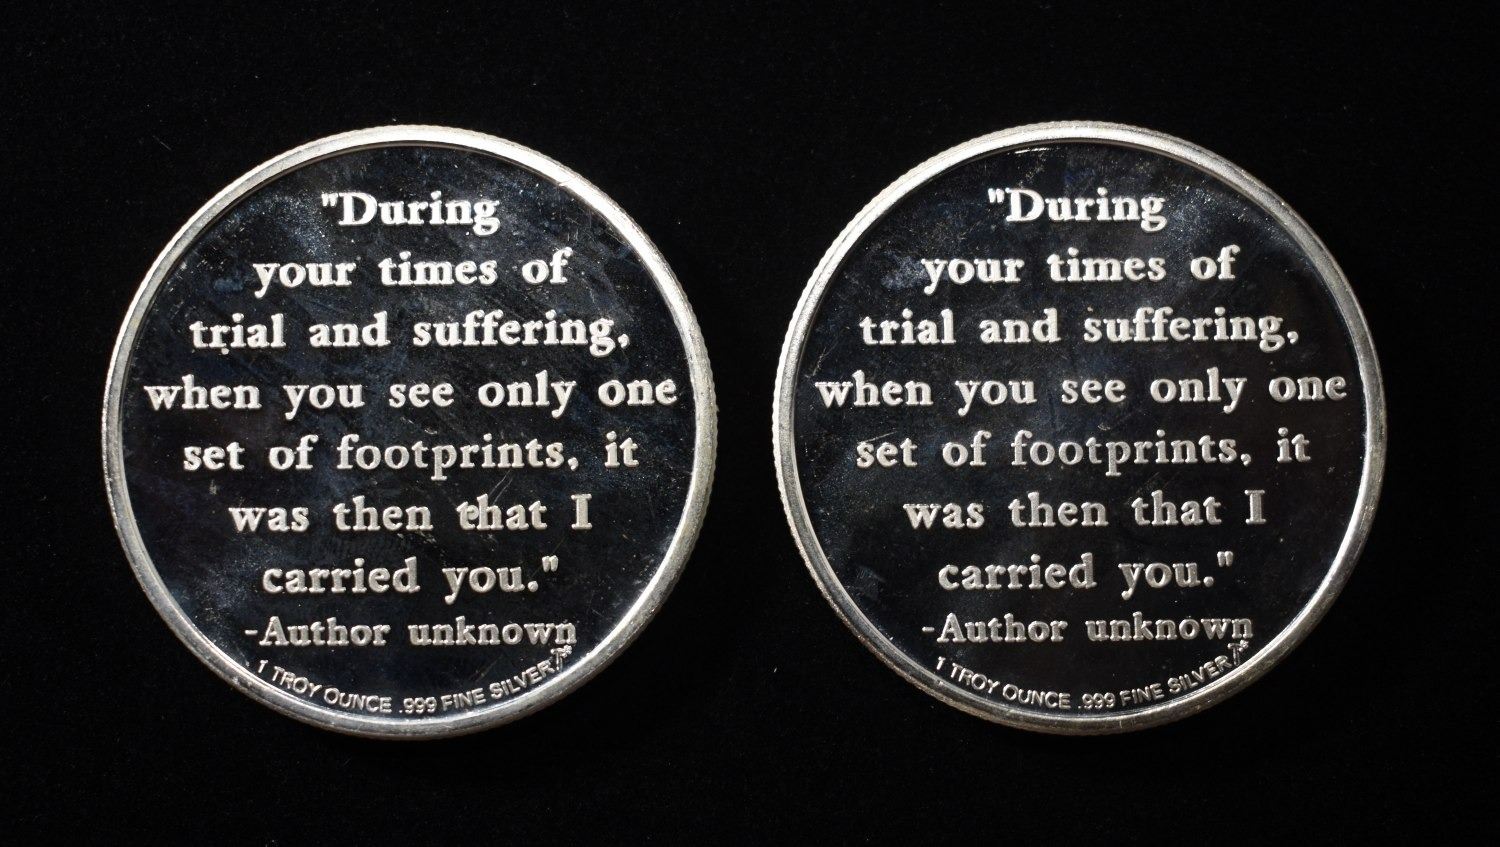 "During
your times of
trial and suffering,
when you see only one
set of footprints, it
was then that I
carried you."
-Author unknown
1 TROY OUNCE .999 FINE SILVER
"During
your times of
trial and suffering,
when you see only one
set of footprints, it
was then that I
carried you."
-Author unknown
1 TROY OUNCE .999 FINE SILVER